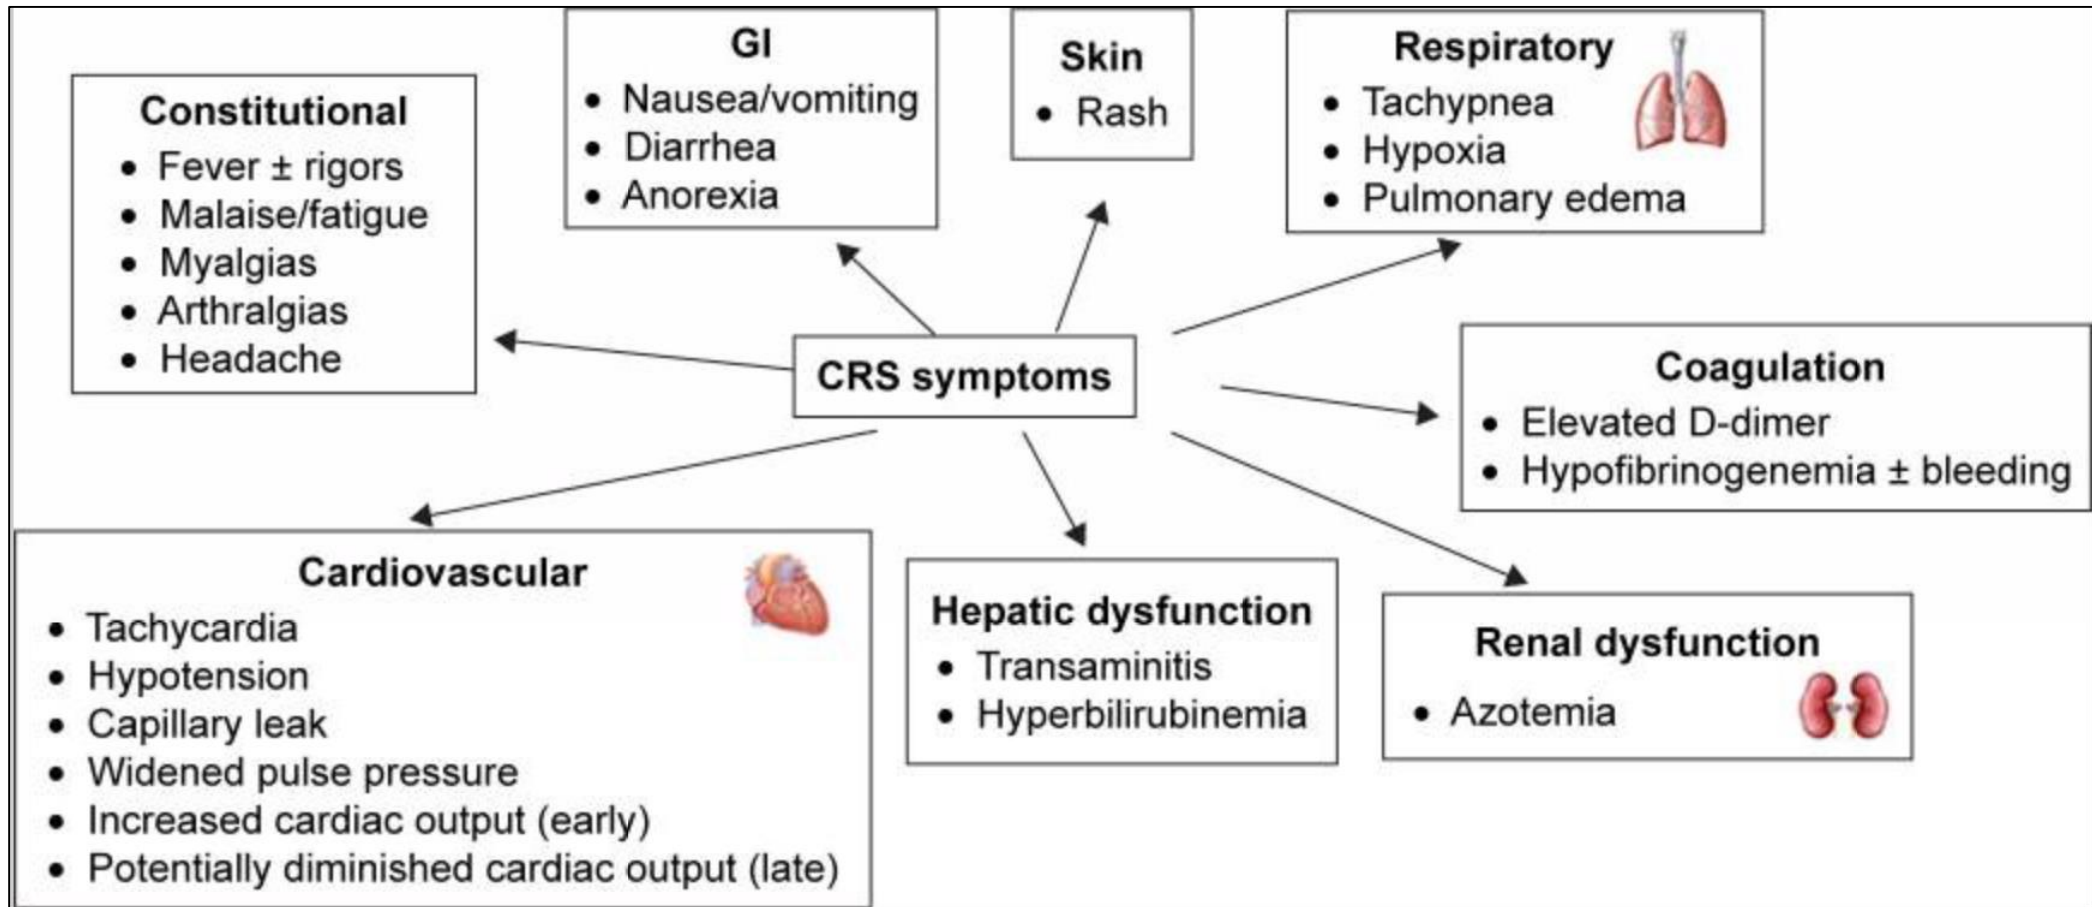 Constitutional
• Fever ± rigors
• Malaise/fatigue
• Myalgias
• Arthralgias
• Headache
GI
• Nausea/vomiting
• Diarrhea
• Anorexia
Skin
• Rash
Respiratory
• Tachypnea
• Hypoxia
• Pulmonary edema
CRS symptoms
Coagulation
• Elevated D-dimer
• Hypofibrinogenemia ± bleeding
Cardiovascular
• Tachycardia
• Hypotension
• Capillary leak
• Widened pulse pressure
• Increased cardiac output (early)
• Potentially diminished cardiac output (late)
Hepatic dysfunction
• Transaminitis
• Hyperbilirubinemia
Renal dysfunction
• Azotemia